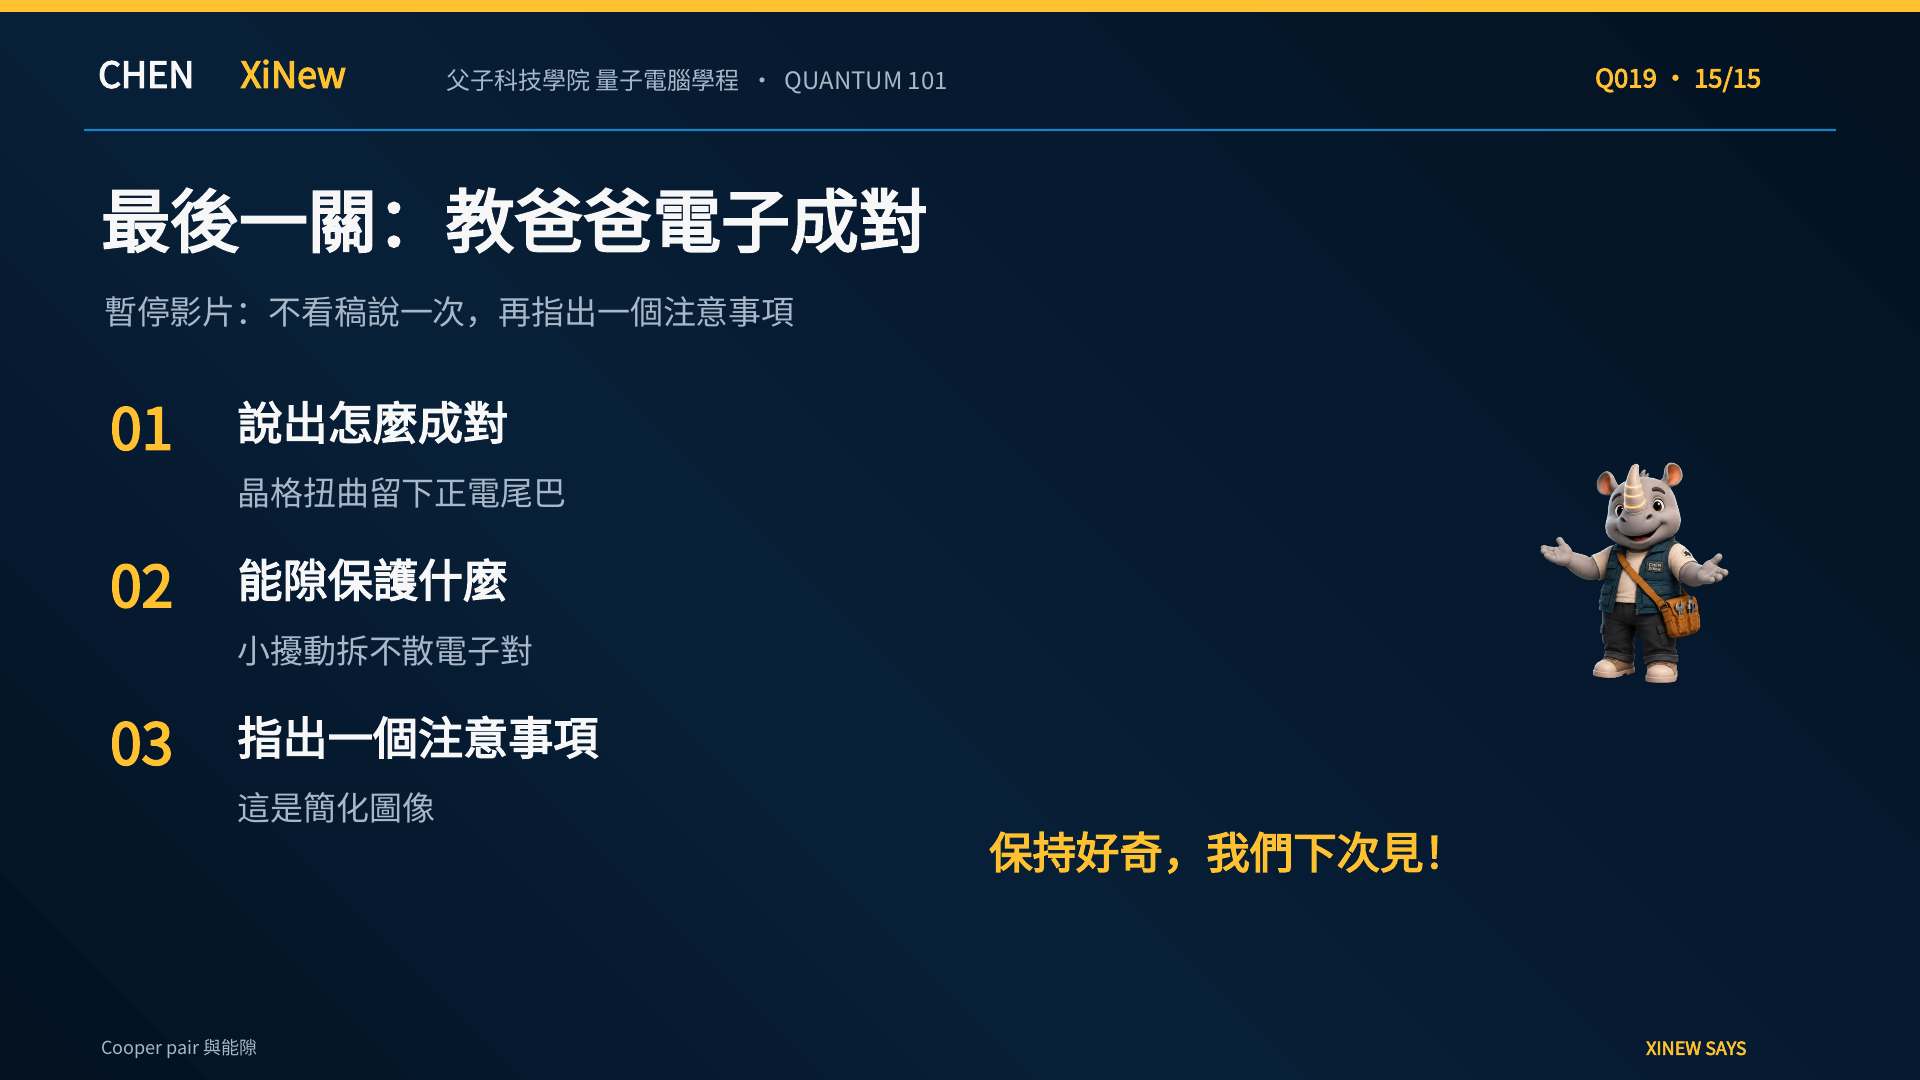 CHEN XiNew 父子科技學院 量子電腦學程 · QUANTUM 101 Q019 · 15/15
最後一關：教爸爸電子成對
暫停影片：不看稿說一次，再指出一個注意事項
01 說出怎麼成對
晶格扭曲留下正電尾巴
02 能隙保護什麼
小擾動拆不散電子對
03 指出一個注意事項
這是簡化圖像
保持好奇，我們下次見！
Cooper pair 與能隙 XINEW SAYS